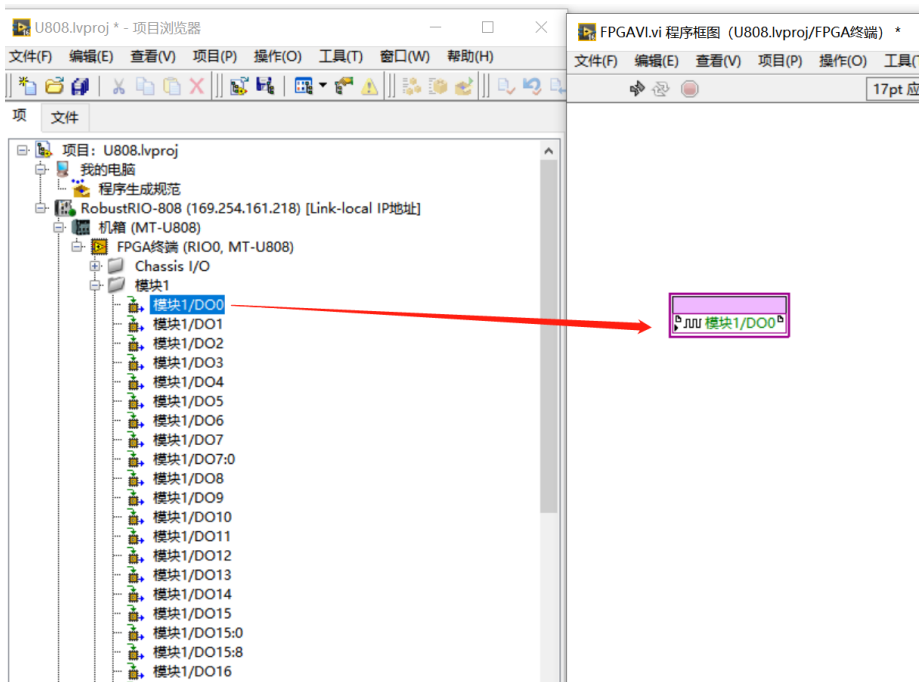 U808.lvproj * - 项目浏览器
文件(F) 编辑(E) 查看(V) 项目(P) 操作(O) 工具(T) 窗口(W) 帮助(H)
项 文件
项目: U808.lvproj
我的电脑
程序生成规范
RobustRIO-808 (169.254.161.218) [Link-local IP地址]
机箱 (MT-U808)
FPGA终端 (RIO0, MT-U808)
Chassis I/O
模块1
模块1/DO0
模块1/DO1
模块1/DO2
模块1/DO3
模块1/DO4
模块1/DO5
模块1/DO6
模块1/DO7
模块1/DO7:0
模块1/DO8
模块1/DO9
模块1/DO10
模块1/DO11
模块1/DO12
模块1/DO13
模块1/DO14
模块1/DO15
模块1/DO15:0
模块1/DO15:8
模块1/DO16
FPGAVI.vi 程序框图（U808.lvproj/FPGA终端） *
文件(F) 编辑(E) 查看(V) 项目(P) 操作(O) 工具(
17pt 应
模块1/DO0